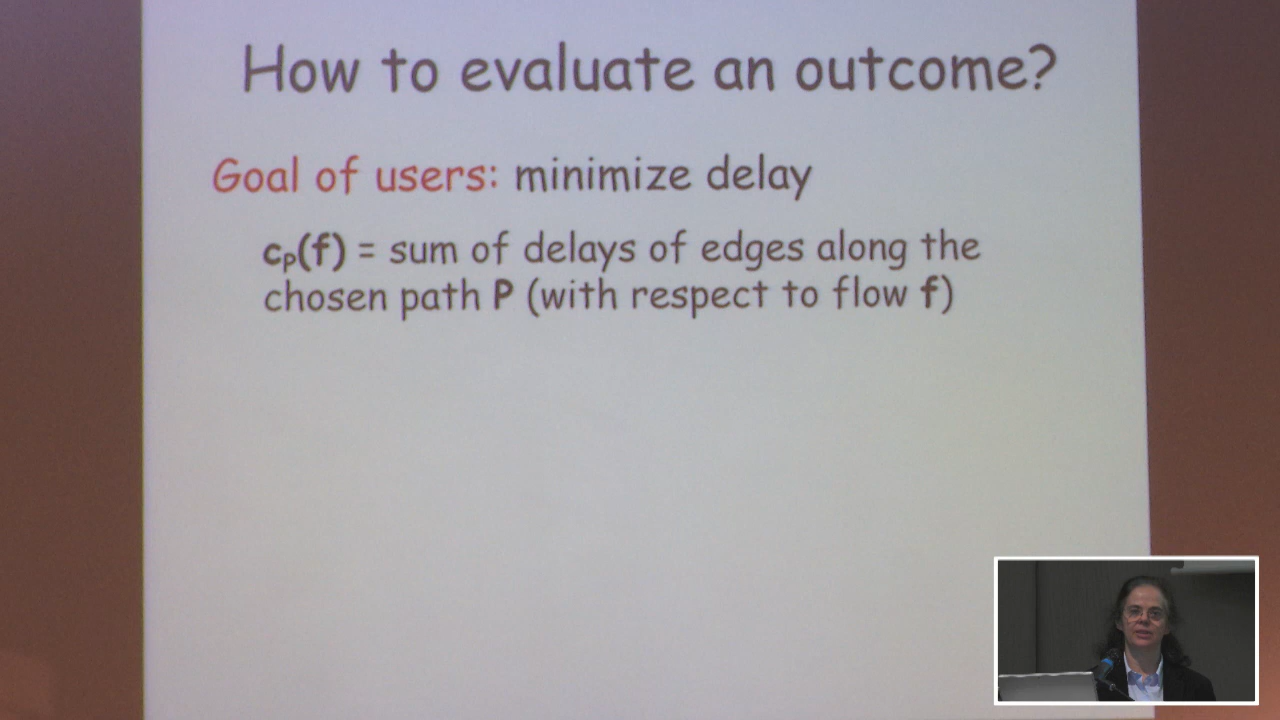 How to evaluate an outcome?
Goal of users: minimize delay
cP(f) = sum of delays of edges along the
chosen path P (with respect to flow f)